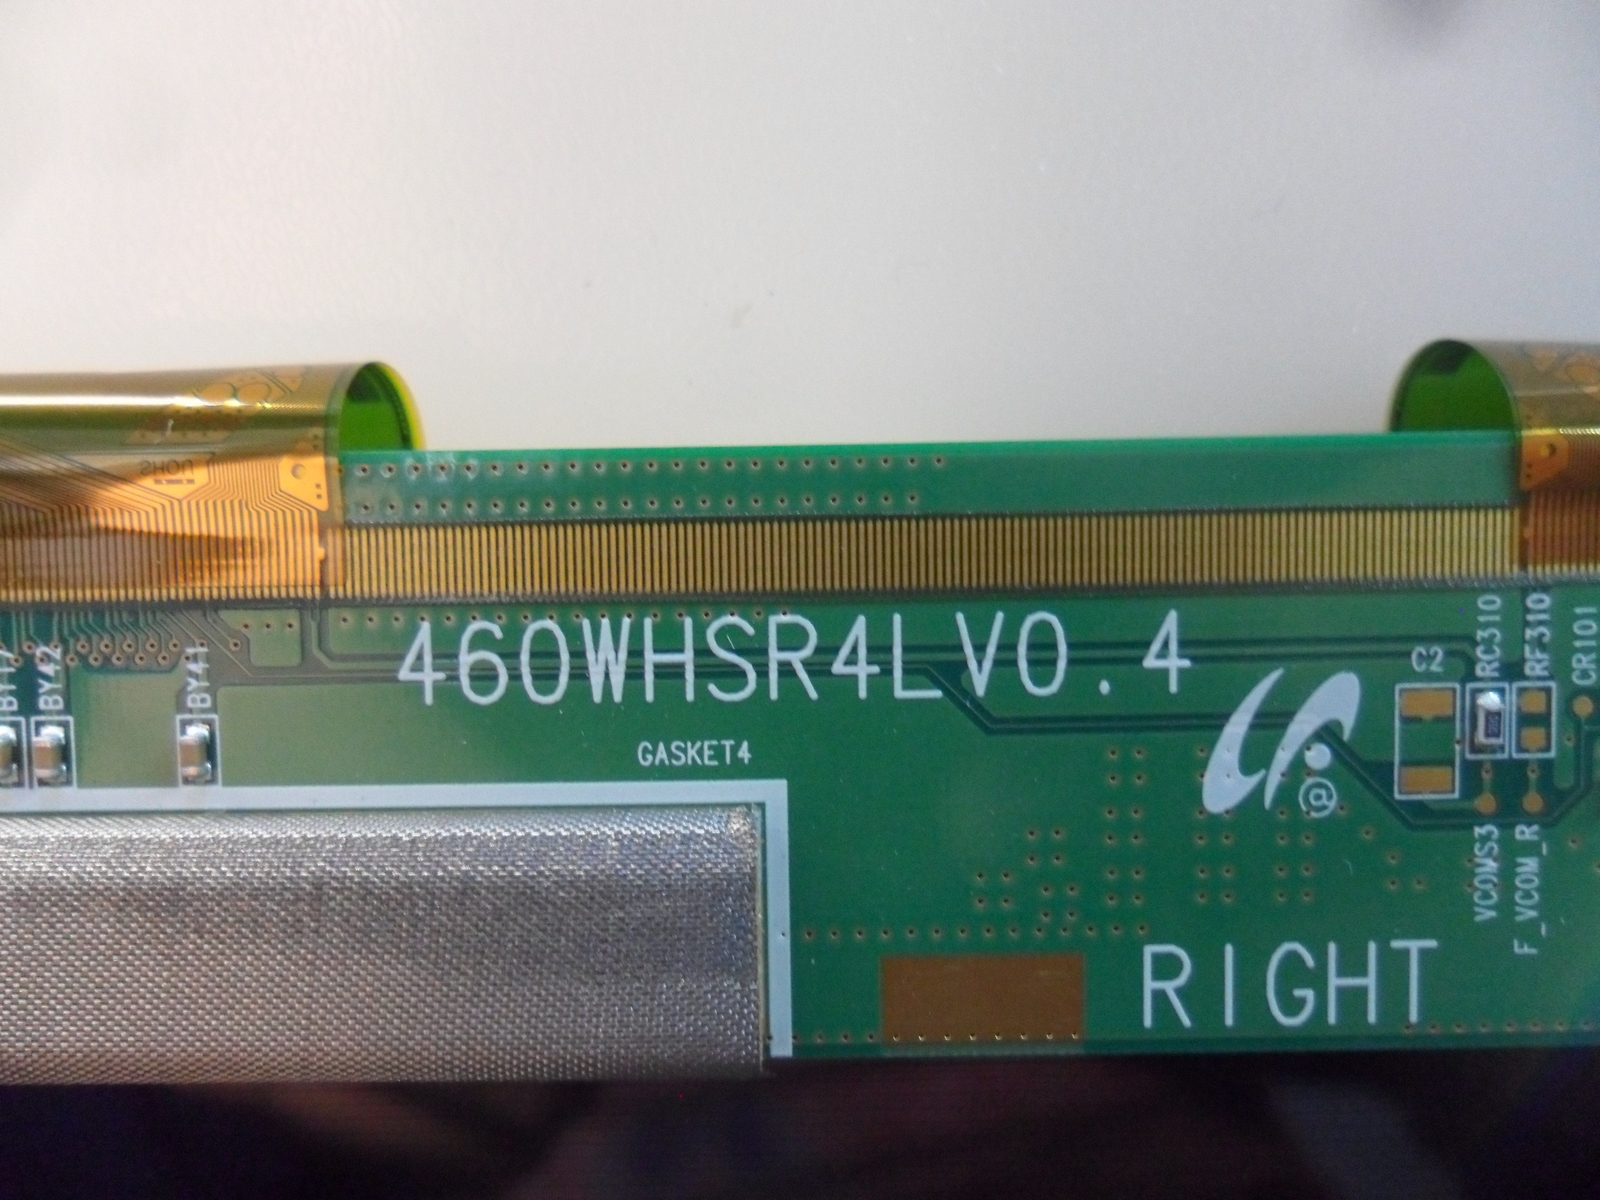 460WHSR4LV0.4
GASKET4
BY42
BY41
C2
RC310
RF310
CR101
@
VCOMS3
F_VCOM_R
RIGHT